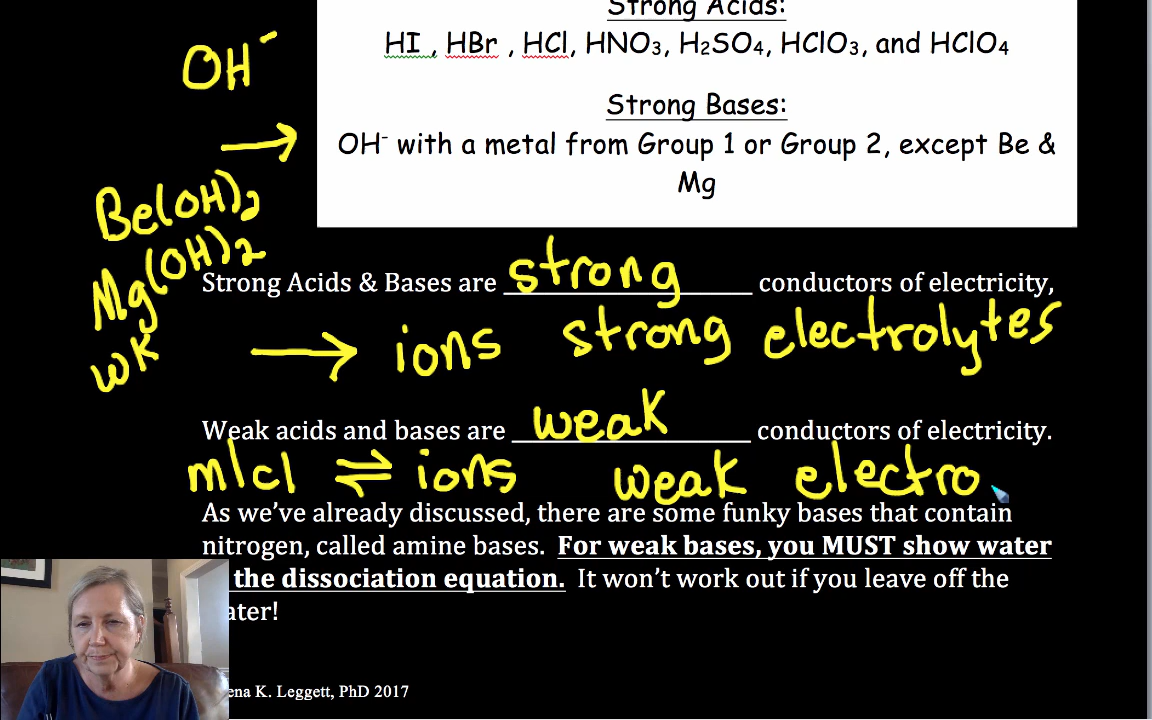 Strong Acids:
OH⁻
HI , HBr , HCl, HNO₃, H₂SO₄, HClO₃, and HClO₄
Strong Bases:
→ OH⁻ with a metal from Group 1 or Group 2, except Be &
Mg
Be(OH)₂
Mg(OH)₂
wk
Strong Acids & Bases are strong conductors of electricity,
→ ions strong electrolytes
Weak acids and bases are weak conductors of electricity.
mlcl ⇌ ions weak electro
As we’ve already discussed, there are some funky bases that contain
nitrogen, called amine bases. For weak bases, you MUST show water
the dissociation equation. It won’t work out if you leave off the
ater!
ena K. Leggett, PhD 2017